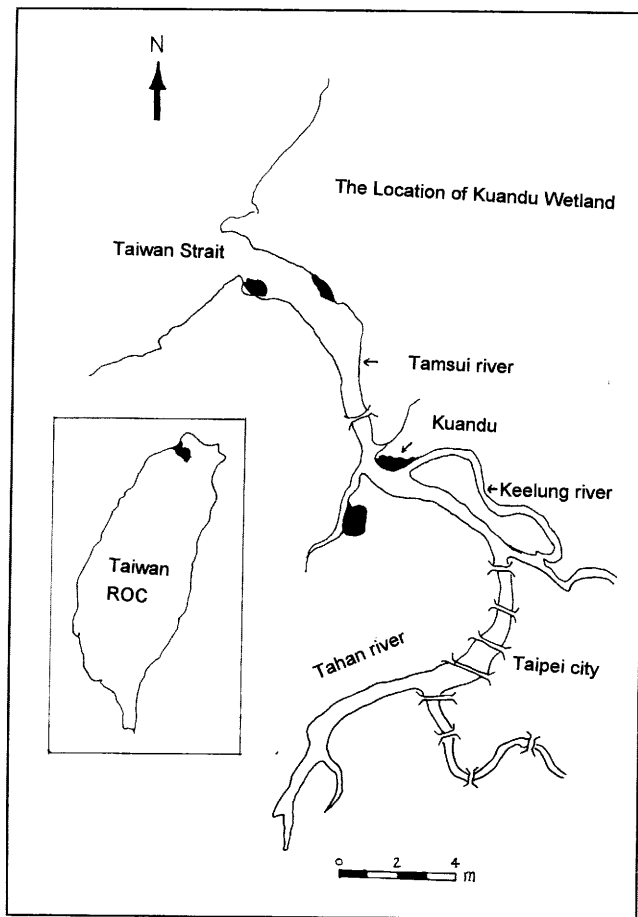 N
The Location of Kuandu Wetland
Taiwan Strait
Tamsui river
Kuandu
Keelung river
Taiwan
ROC
Tahan river
Taipei city
0 2 4
m